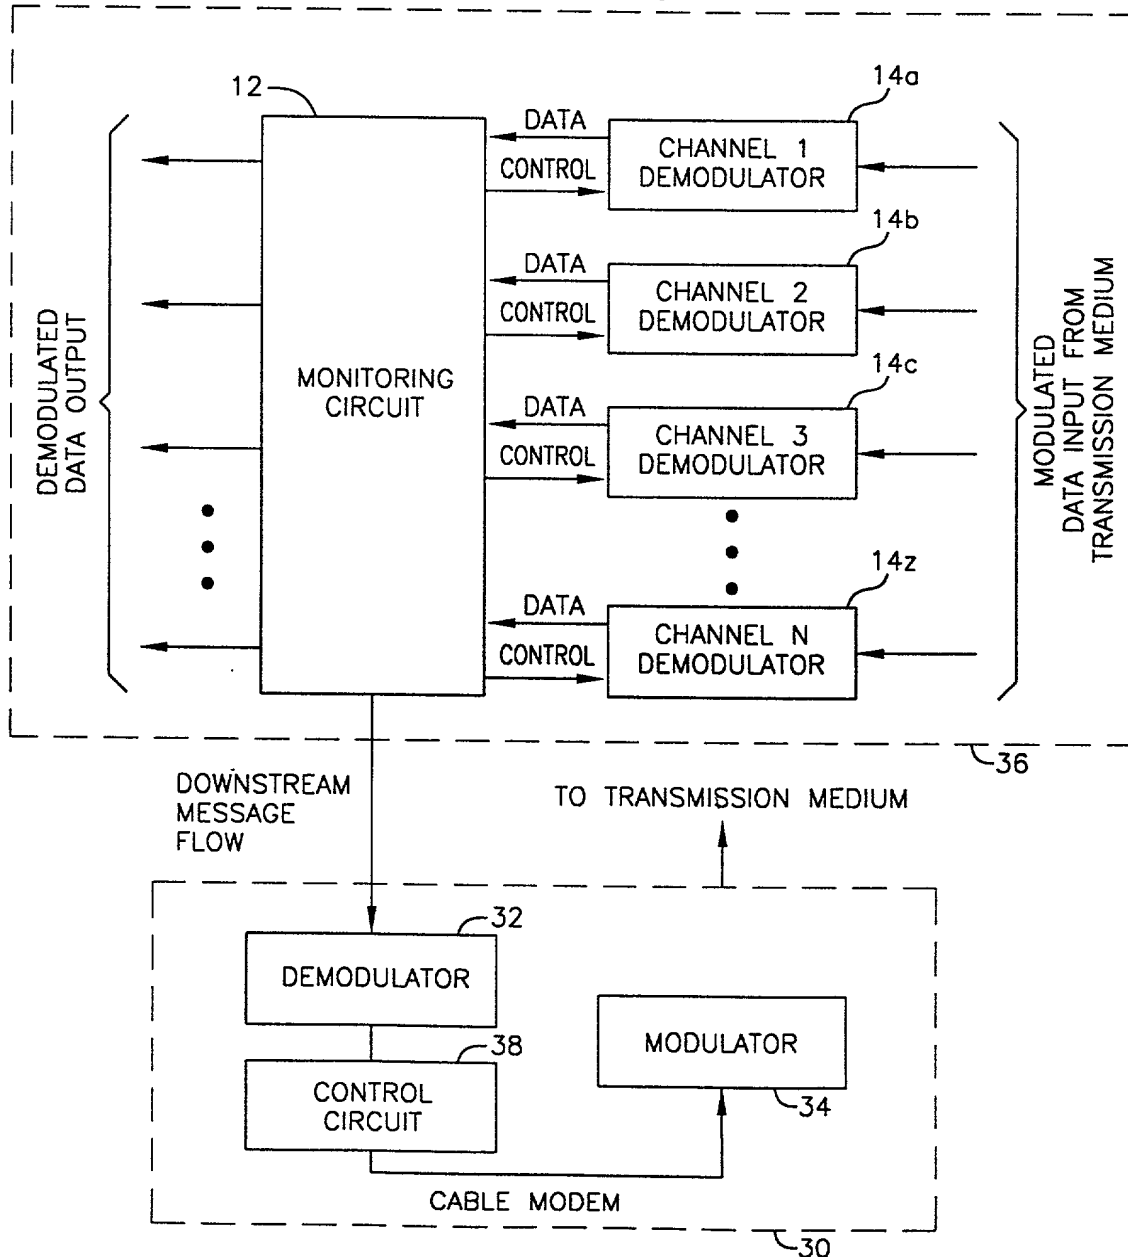 12
14a
DATA
CONTROL
CHANNEL 1
DEMODULATOR
14b
DATA
CONTROL
CHANNEL 2
DEMODULATOR
DEMODULATED
DATA OUTPUT
MONITORING
CIRCUIT
14c
DATA
CONTROL
CHANNEL 3
DEMODULATOR
MODULATED
DATA INPUT FROM
TRANSMISSION MEDIUM
14z
DATA
CONTROL
CHANNEL N
DEMODULATOR
36
DOWNSTREAM
MESSAGE
FLOW
TO TRANSMISSION MEDIUM
32
DEMODULATOR
38
CONTROL
CIRCUIT
MODULATOR
34
CABLE MODEM
30